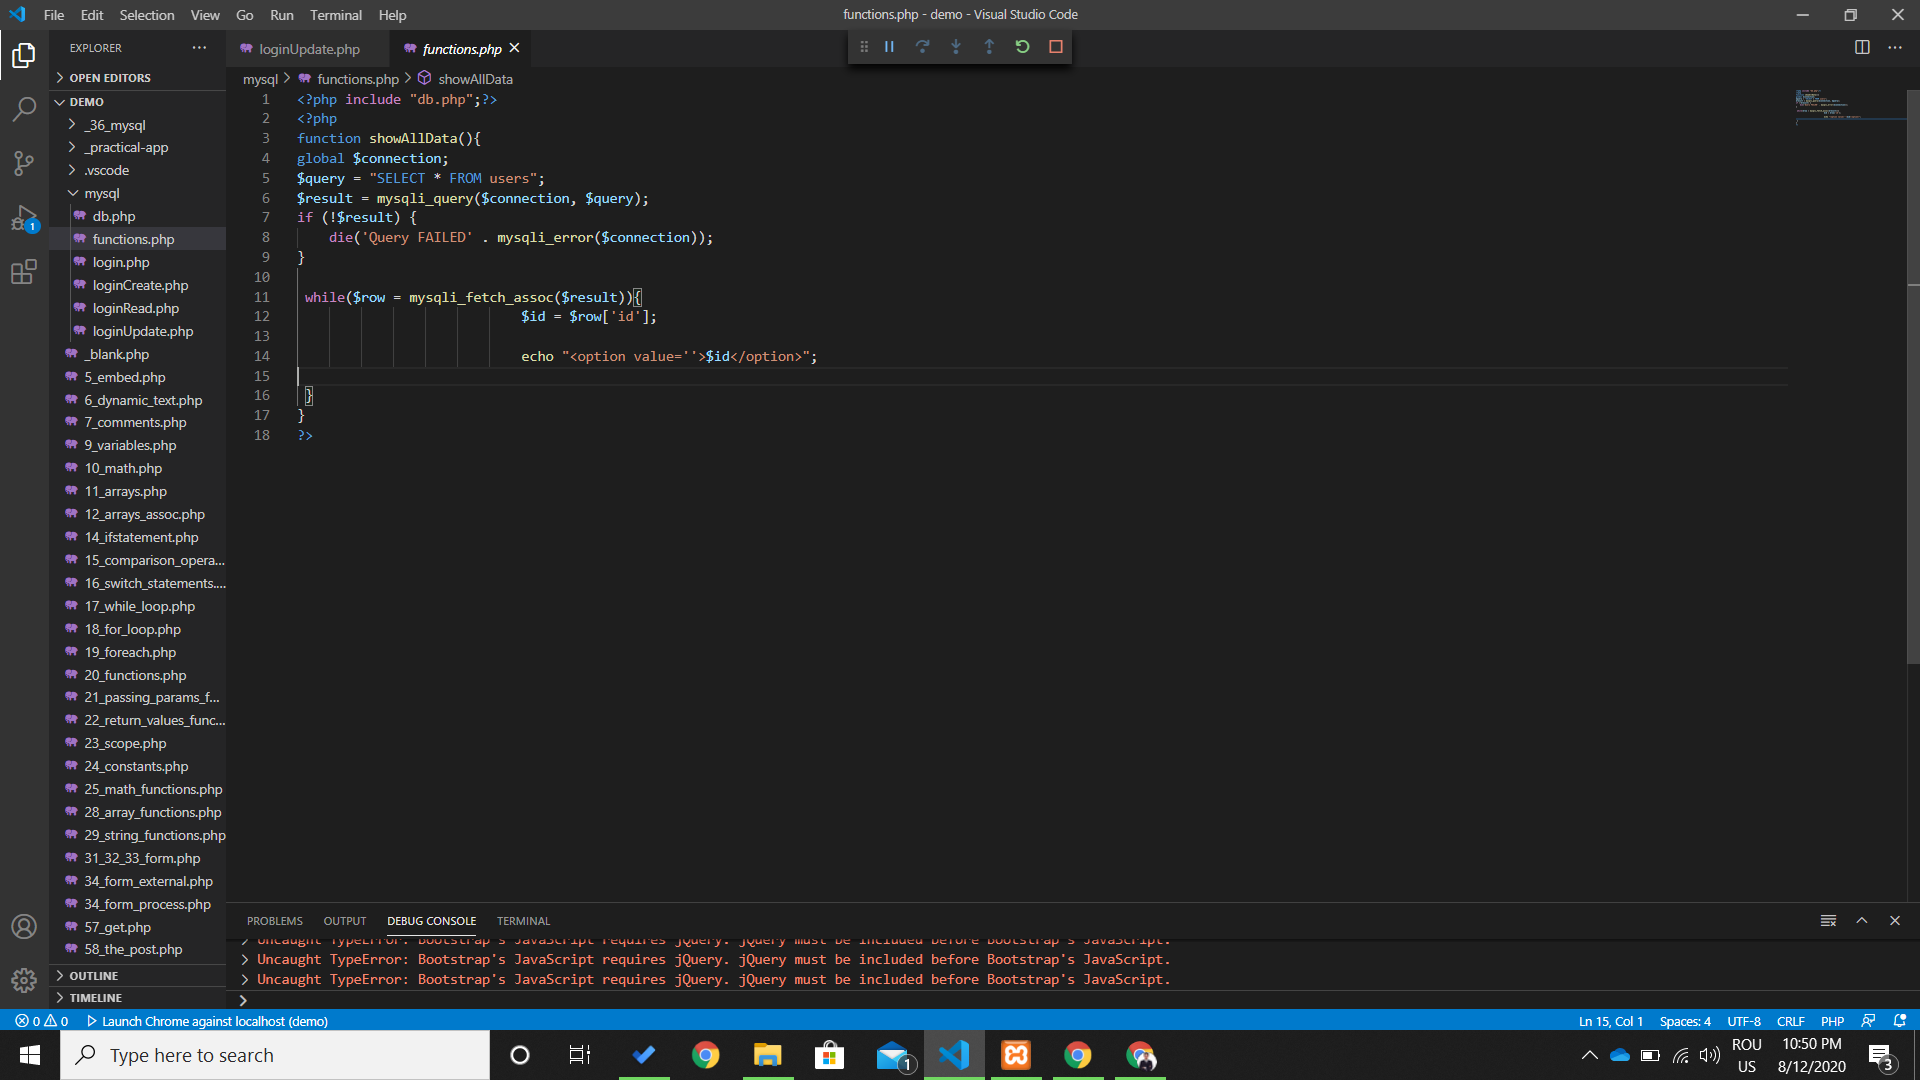 File Edit Selection View Go Run Terminal Help
functions.php - demo - Visual Studio Code
EXPLORER
OPEN EDITORS
DEMO
_36_mysql
_practical-app
.vscode
mysql
db.php
functions.php
login.php
loginCreate.php
loginRead.php
loginUpdate.php
_blank.php
5_embed.php
6_dynamic_text.php
7_comments.php
9_variables.php
10_math.php
11_arrays.php
12_arrays_assoc.php
14_ifstatement.php
15_comparison_opera...
16_switch_statements....
17_while_loop.php
18_for_loop.php
19_foreach.php
20_functions.php
21_passing_params_f...
22_return_values_func...
23_scope.php
24_constants.php
25_math_functions.php
28_array_functions.php
29_string_functions.php
31_32_33_form.php
34_form_external.php
34_form_process.php
57_get.php
58_the_post.php
OUTLINE
TIMELINE
1
loginUpdate.php functions.php
mysql > functions.php > showAllData
1 <?php include "db.php";?>
2 <?php
3 function showAllData(){
4 global $connection;
5 $query = "SELECT * FROM users";
6 $result = mysqli_query($connection, $query);
7 if (!$result) {
8 die('Query FAILED' . mysqli_error($connection));
9 }
10
11 while($row = mysqli_fetch_assoc($result)){
12 $id = $row['id'];
13
14 echo "<option value=''>$id</option>";
15
16 }
17 }
18 ?>
PROBLEMS OUTPUT DEBUG CONSOLE TERMINAL
> Uncaught TypeError: Bootstrap's JavaScript requires jQuery. jQuery must be included before Bootstrap's JavaScript.
> Uncaught TypeError: Bootstrap's JavaScript requires jQuery. jQuery must be included before Bootstrap's JavaScript.
> Uncaught TypeError: Bootstrap's JavaScript requires jQuery. jQuery must be included before Bootstrap's JavaScript.
>
0 0 Launch Chrome against localhost (demo)
Ln 15, Col 1 Spaces: 4 UTF-8 CRLF PHP
Type here to search
1
ROU
US
10:50 PM
8/12/2020
3